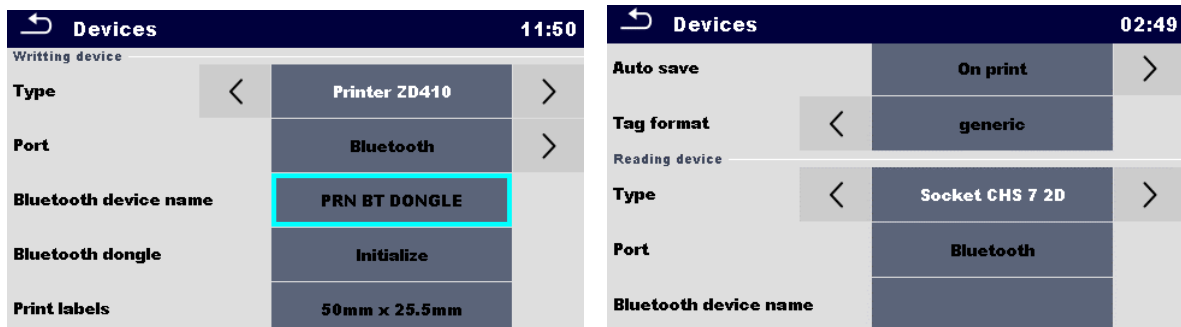 Devices 11:50
Writting device
Type Printer ZD410
Port Bluetooth
Bluetooth device name PRN BT DONGLE
Bluetooth dongle Initialize
Print labels 50mm x 25.5mm
Devices 02:49
Auto save On print
Tag format generic
Reading device
Type Socket CHS 7 2D
Port Bluetooth
Bluetooth device name